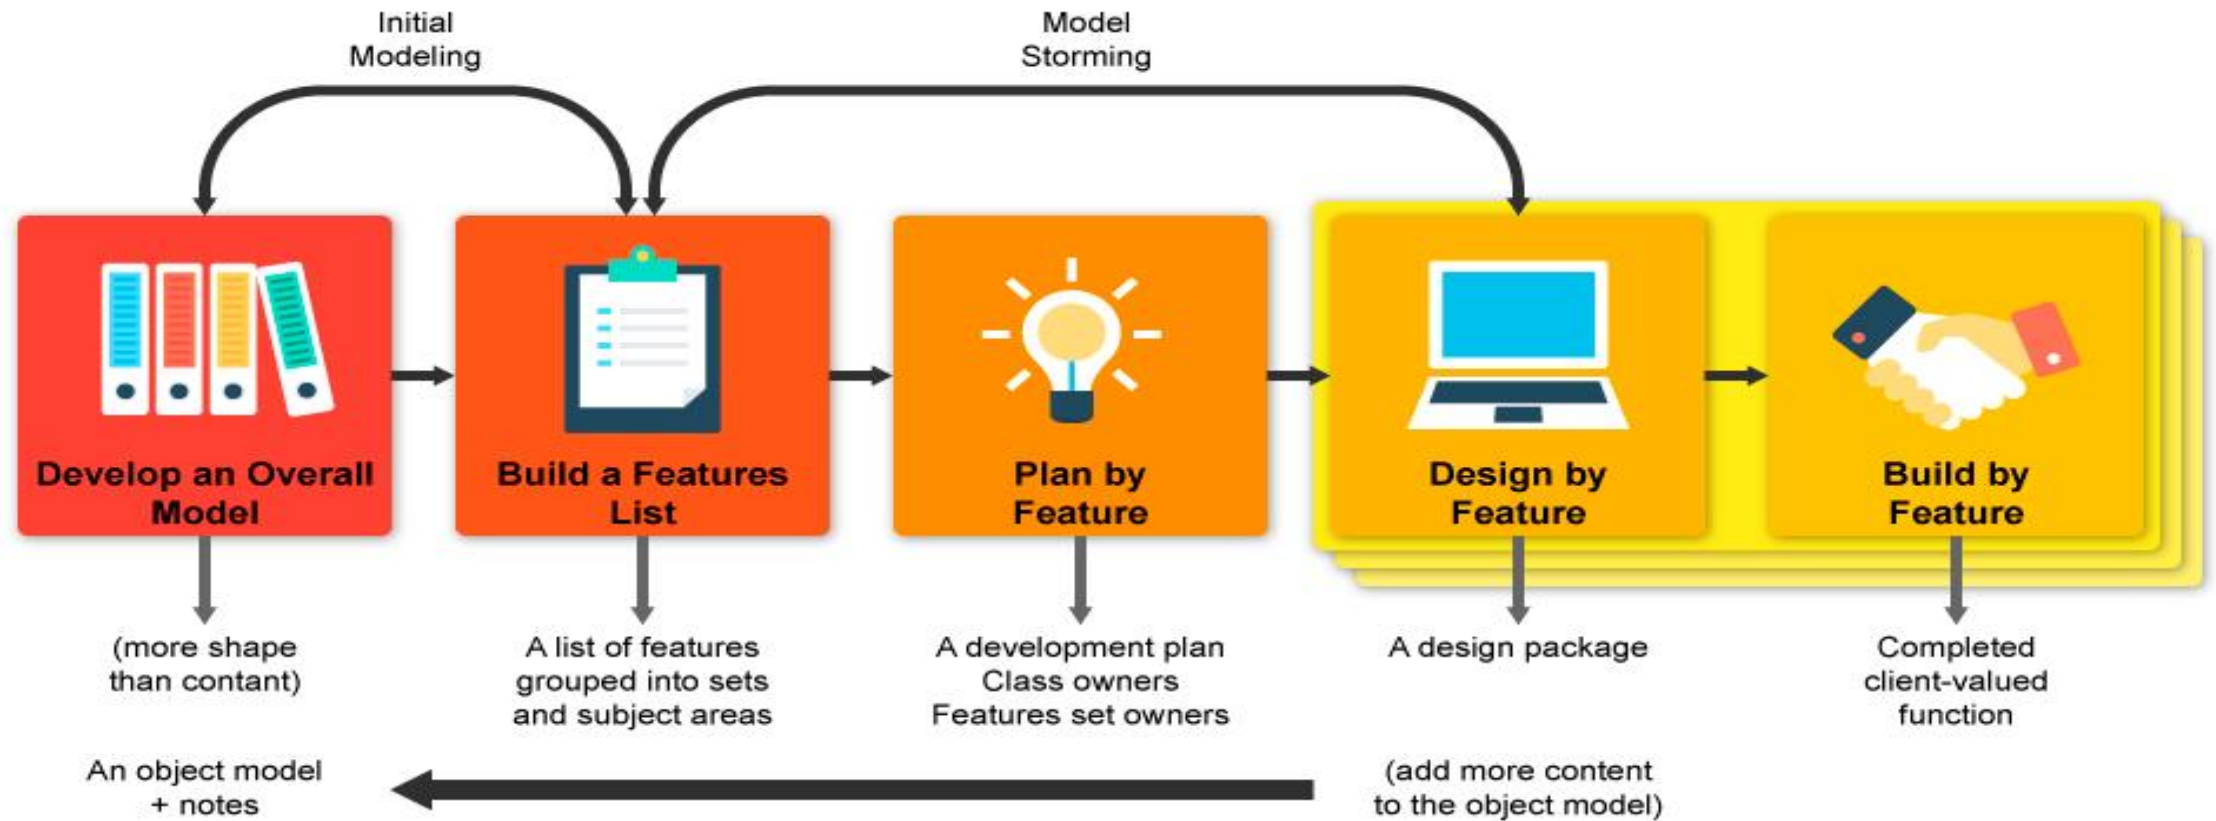 Initial
Modeling
Model
Storming
Develop an Overall
Model
Build a Features
List
Plan by
Feature
Design by
Feature
Build by
Feature
(more shape
than contant)
A list of features
grouped into sets
and subject areas
A development plan
Class owners
Features set owners
A design package
Completed
client-valued
function
An object model
+ notes
(add more content
to the object model)